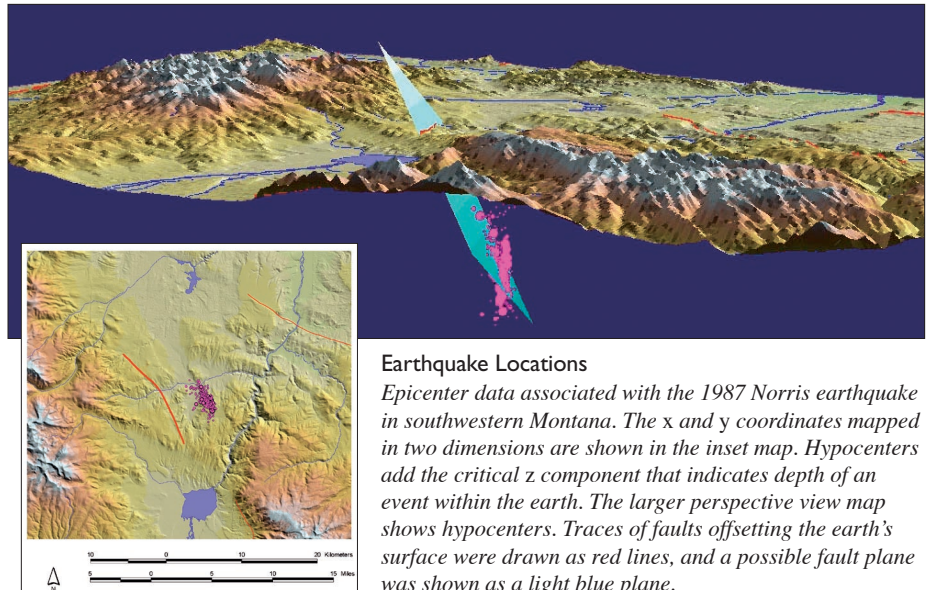 Earthquake Locations
Epicenter data associated with the 1987 Norris earthquake
in southwestern Montana. The x and y coordinates mapped
in two dimensions are shown in the inset map. Hypocenters
add the critical z component that indicates depth of an
event within the earth. The larger perspective view map
shows hypocenters. Traces of faults offsetting the earth's
surface were drawn as red lines, and a possible fault plane
was shown as a light blue plane.
10 0 10 20 Kilometers
5 0 5 10 15 Miles
N